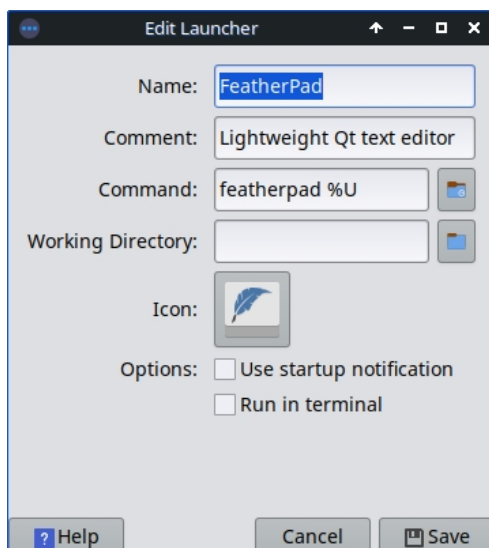 Edit Launcher
Name: FeatherPad
Comment: Lightweight Qt text editor
Command: featherpad %U
Working Directory:
Icon:
Options: Use startup notification
Run in terminal
? Help Cancel Save